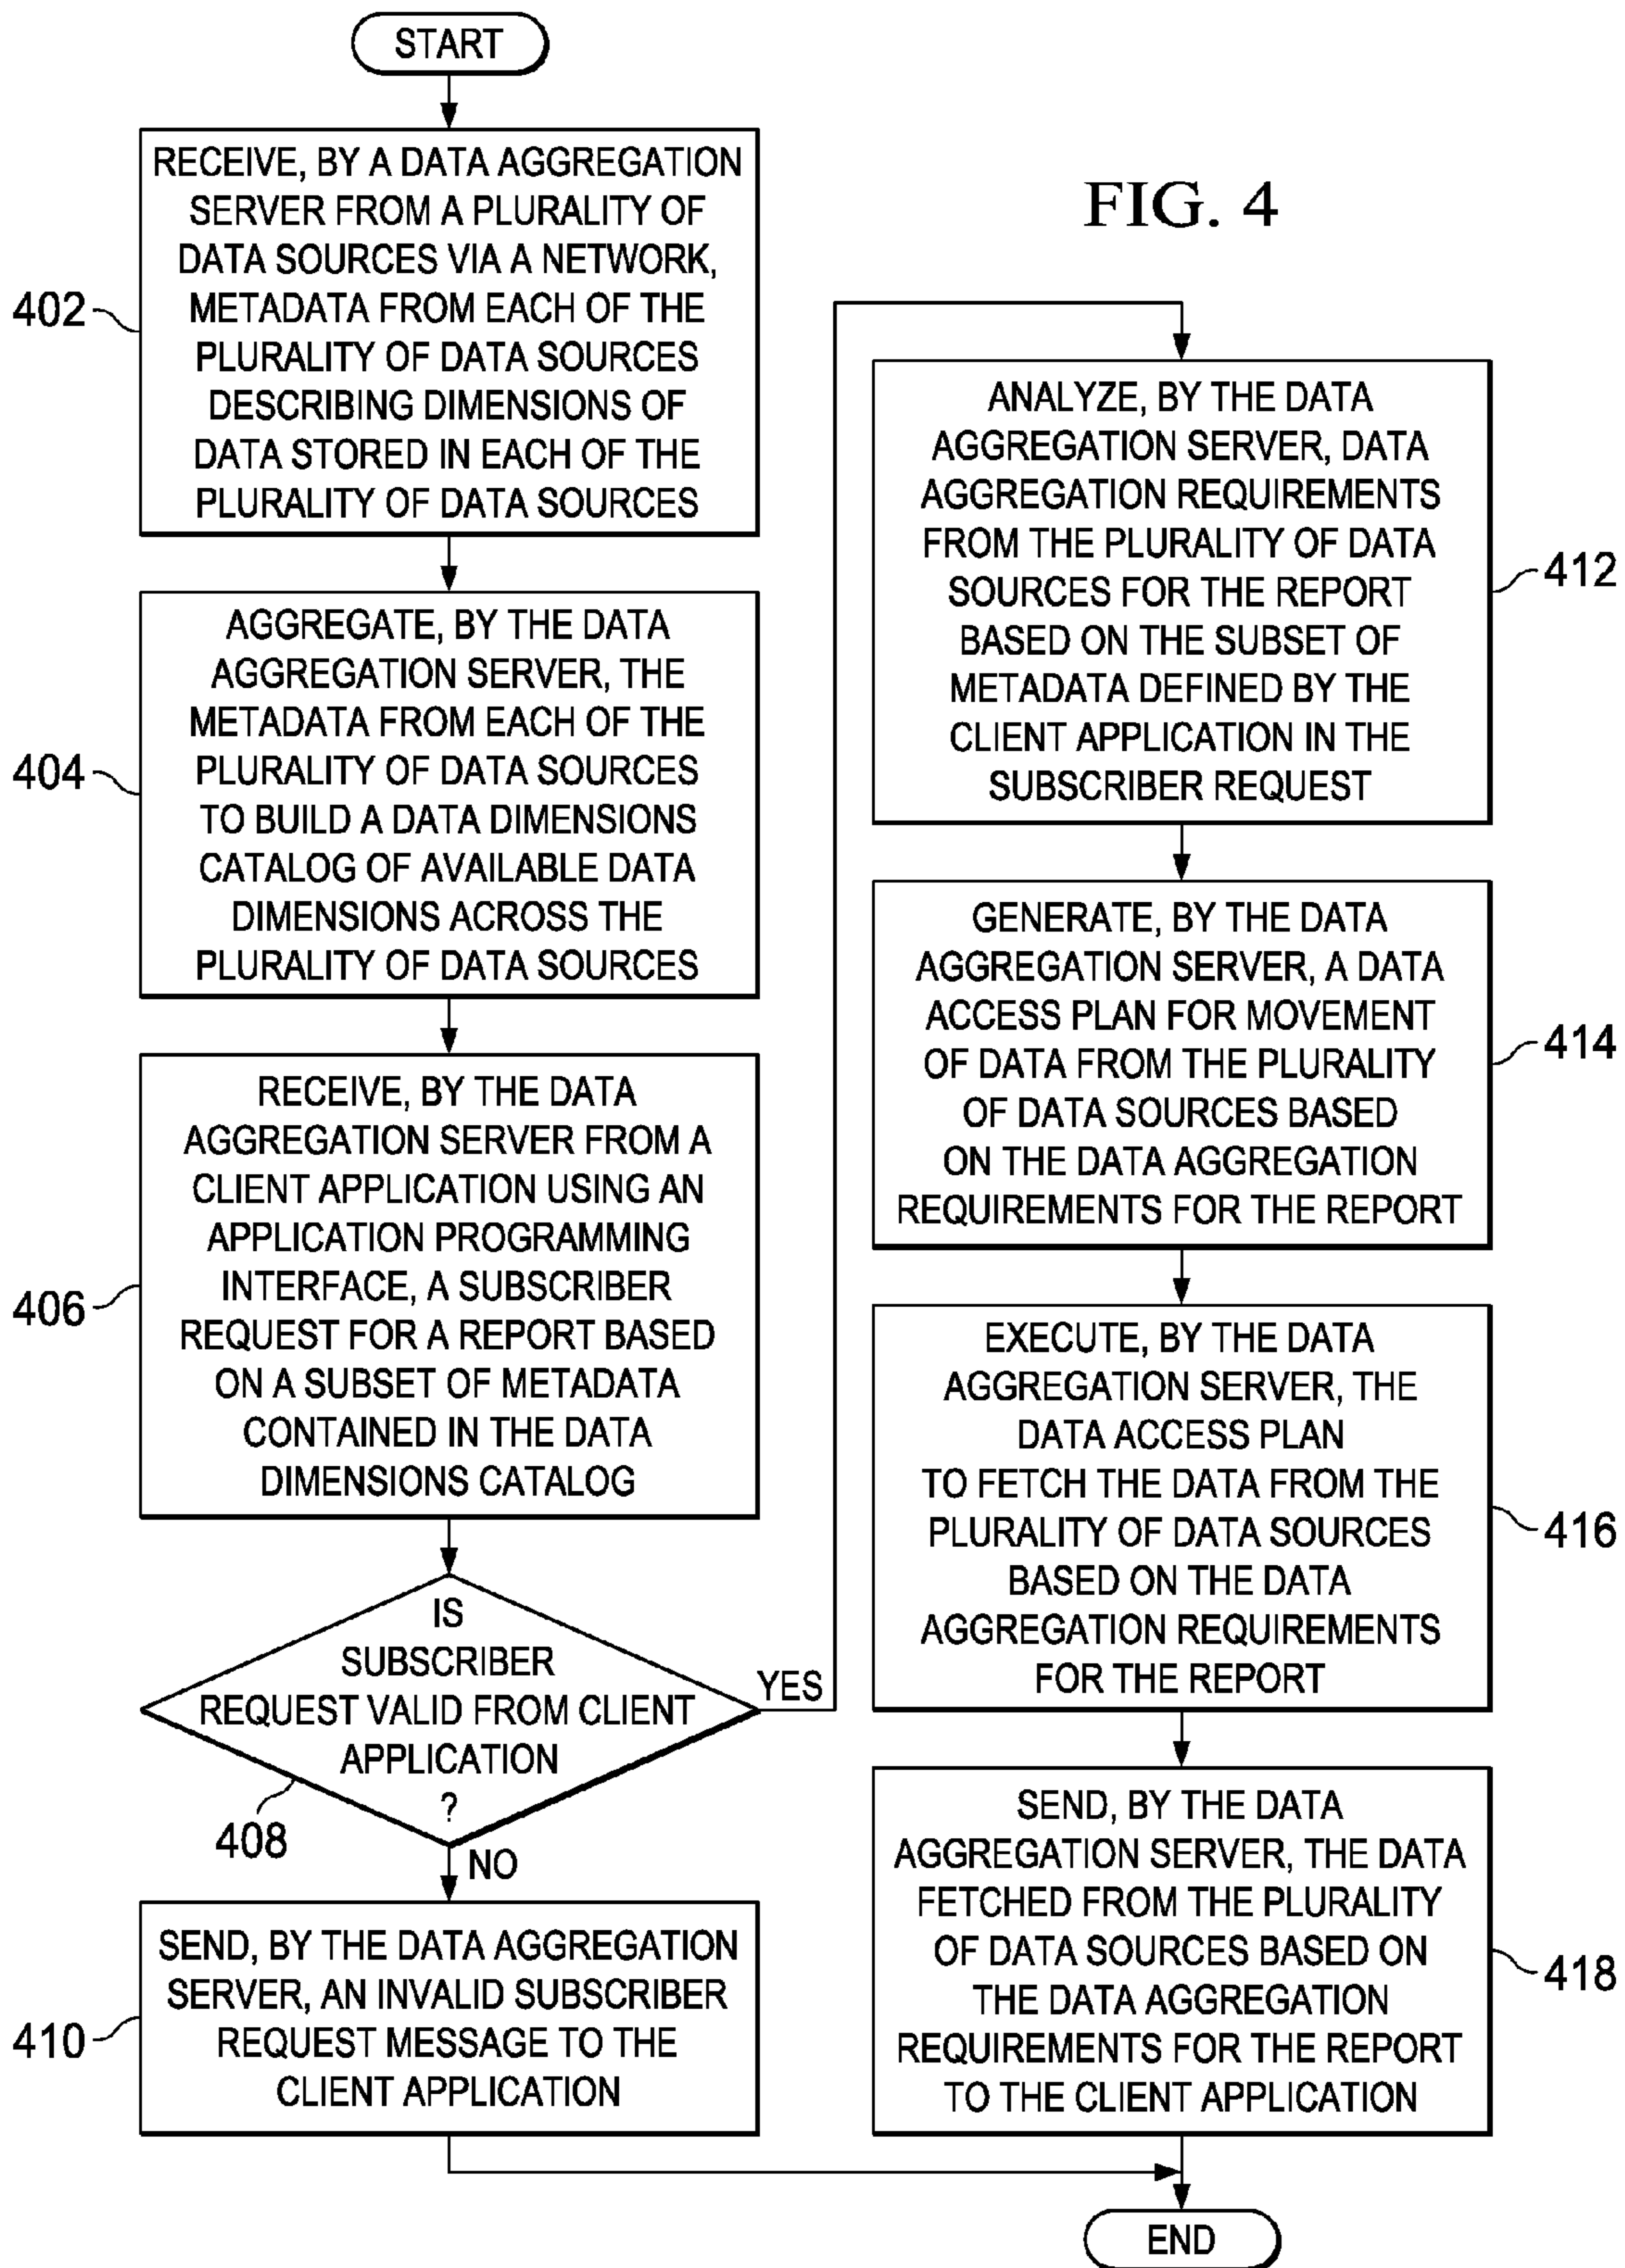 START
RECEIVE, BY A DATA AGGREGATION
SERVER FROM A PLURALITY OF
DATA SOURCES VIA A NETWORK,
METADATA FROM EACH OF THE
PLURALITY OF DATA SOURCES
DESCRIBING DIMENSIONS OF
DATA STORED IN EACH OF THE
PLURALITY OF DATA SOURCES
402
AGGREGATE, BY THE DATA
AGGREGATION SERVER, THE
METADATA FROM EACH OF THE
PLURALITY OF DATA SOURCES
TO BUILD A DATA DIMENSIONS
CATALOG OF AVAILABLE DATA
DIMENSIONS ACROSS THE
PLURALITY OF DATA SOURCES
404
RECEIVE, BY THE DATA
AGGREGATION SERVER FROM A
CLIENT APPLICATION USING AN
APPLICATION PROGRAMMING
INTERFACE, A SUBSCRIBER
REQUEST FOR A REPORT BASED
ON A SUBSET OF METADATA
CONTAINED IN THE DATA
DIMENSIONS CATALOG
406
IS
SUBSCRIBER
REQUEST VALID FROM CLIENT
APPLICATION
?
408
YES
NO
SEND, BY THE DATA AGGREGATION
SERVER, AN INVALID SUBSCRIBER
REQUEST MESSAGE TO THE
CLIENT APPLICATION
410
FIG. 4
ANALYZE, BY THE DATA
AGGREGATION SERVER, DATA
AGGREGATION REQUIREMENTS
FROM THE PLURALITY OF DATA
SOURCES FOR THE REPORT
BASED ON THE SUBSET OF
METADATA DEFINED BY THE
CLIENT APPLICATION IN THE
SUBSCRIBER REQUEST
412
GENERATE, BY THE DATA
AGGREGATION SERVER, A DATA
ACCESS PLAN FOR MOVEMENT
OF DATA FROM THE PLURALITY
OF DATA SOURCES BASED
ON THE DATA AGGREGATION
REQUIREMENTS FOR THE REPORT
414
EXECUTE, BY THE DATA
AGGREGATION SERVER, THE
DATA ACCESS PLAN
TO FETCH THE DATA FROM THE
PLURALITY OF DATA SOURCES
BASED ON THE DATA
AGGREGATION REQUIREMENTS
FOR THE REPORT
416
SEND, BY THE DATA
AGGREGATION SERVER, THE DATA
FETCHED FROM THE PLURALITY
OF DATA SOURCES BASED ON
THE DATA AGGREGATION
REQUIREMENTS FOR THE REPORT
TO THE CLIENT APPLICATION
418
END